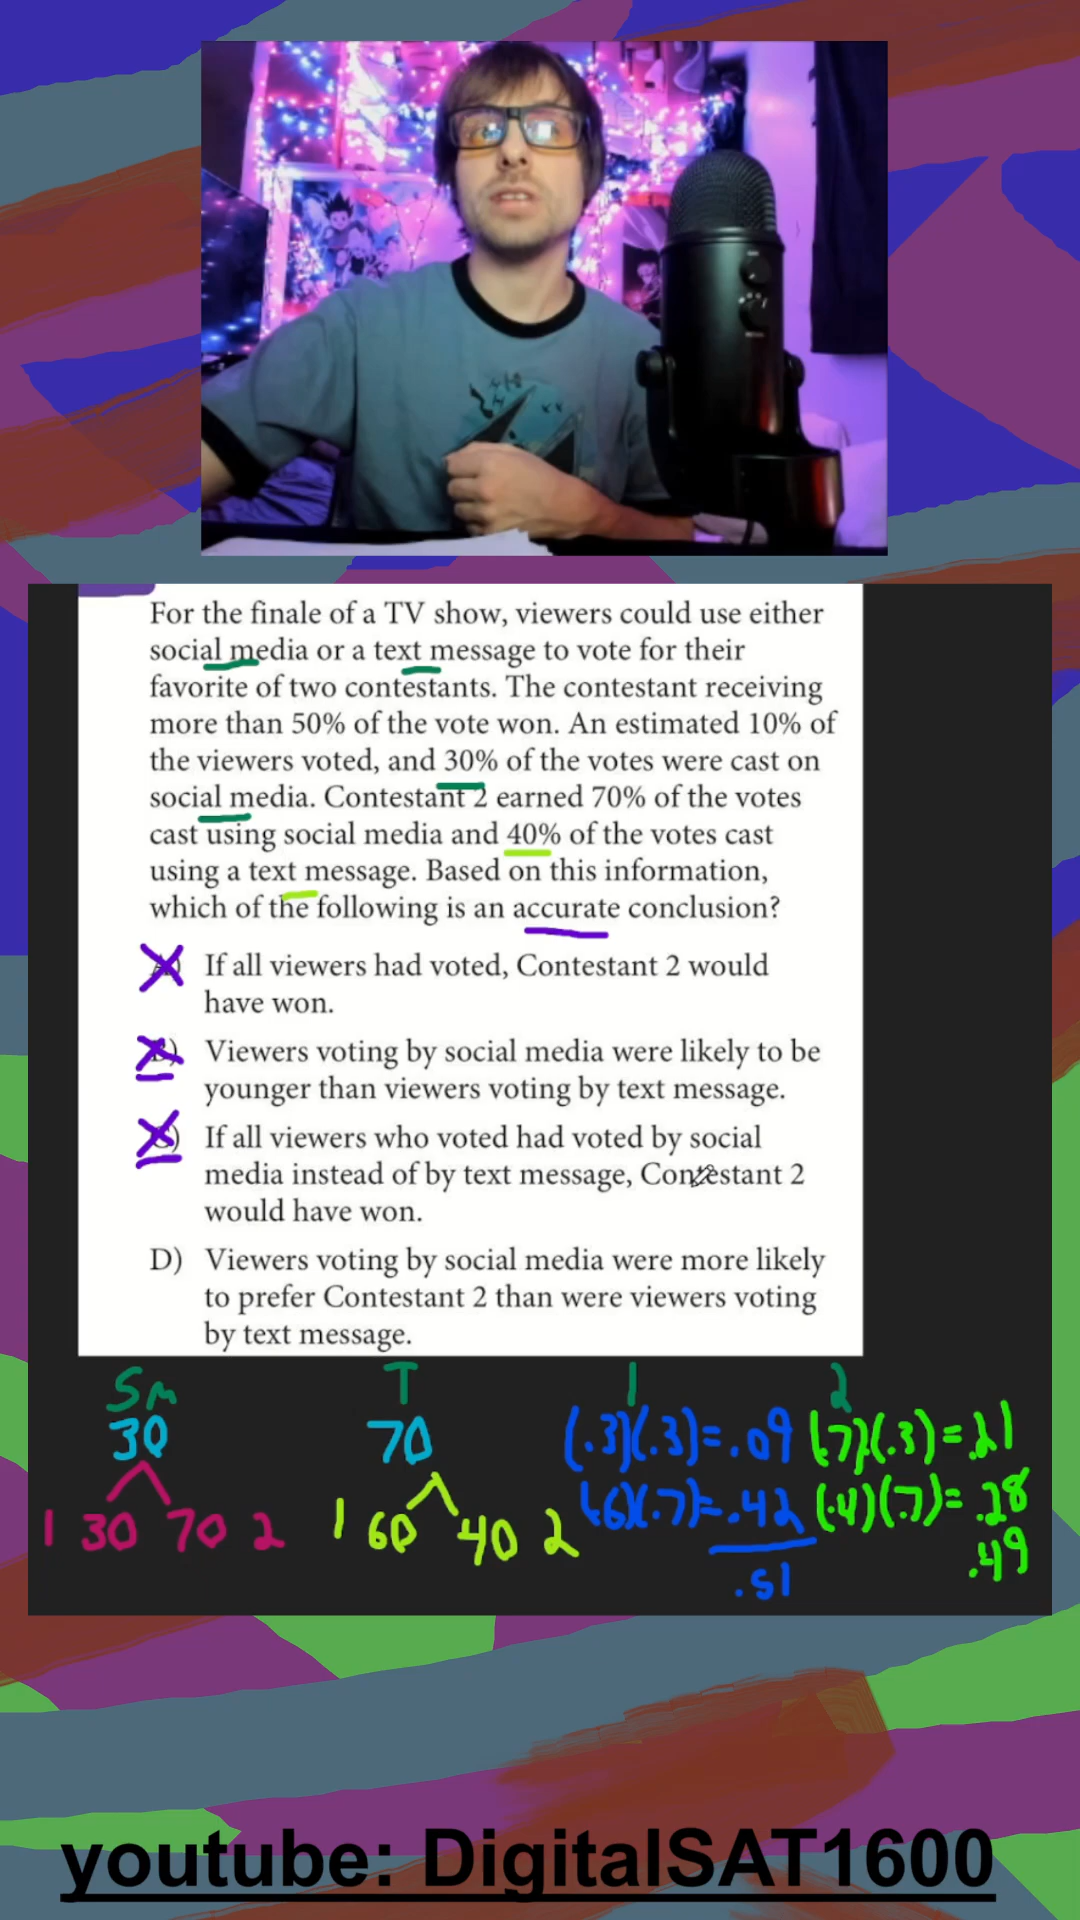 For the finale of a TV show, viewers could use either
social media or a text message to vote for their
favorite of two contestants. The contestant receiving
more than 50% of the vote won. An estimated 10% of
the viewers voted, and 30% of the votes were cast on
social media. Contestant 2 earned 70% of the votes
cast using social media and 40% of the votes cast
using a text message. Based on this information,
which of the following is an accurate conclusion?
If all viewers had voted, Contestant 2 would
have won.
Viewers voting by social media were likely to be
younger than viewers voting by text message.
If all viewers who voted had voted by social
media instead of by text message, Contestant 2
would have won.
D) Viewers voting by social media were more likely
to prefer Contestant 2 than were viewers voting
by text message.
Sm T 1 2
30 70 (.3)(.3)=.09 (.7)(.3)=.21
1 30 70 2 1 60 40 2 (.6)(.7)=.42 (.4)(.7)=.28
.51 .49
youtube: DigitalSAT1600